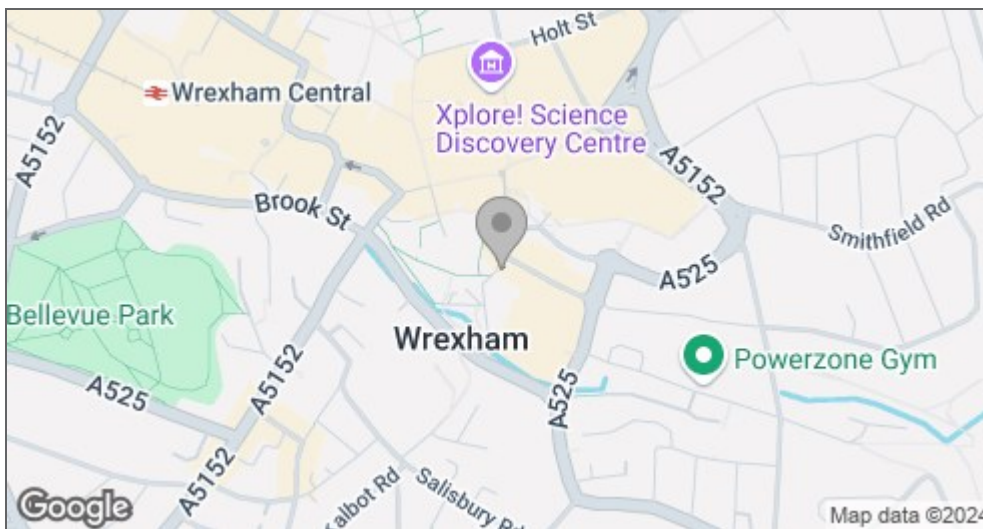 Holt St
Wrexham Central
Xplore! Science
Discovery Centre
A5152
A5152
Brook St
Smithfield Rd
A525
Bellevue Park
Wrexham
Powerzone Gym
A525
A5152
A525
A5152
Talbot Rd
Salisbury Rd
Google
Map data ©2024